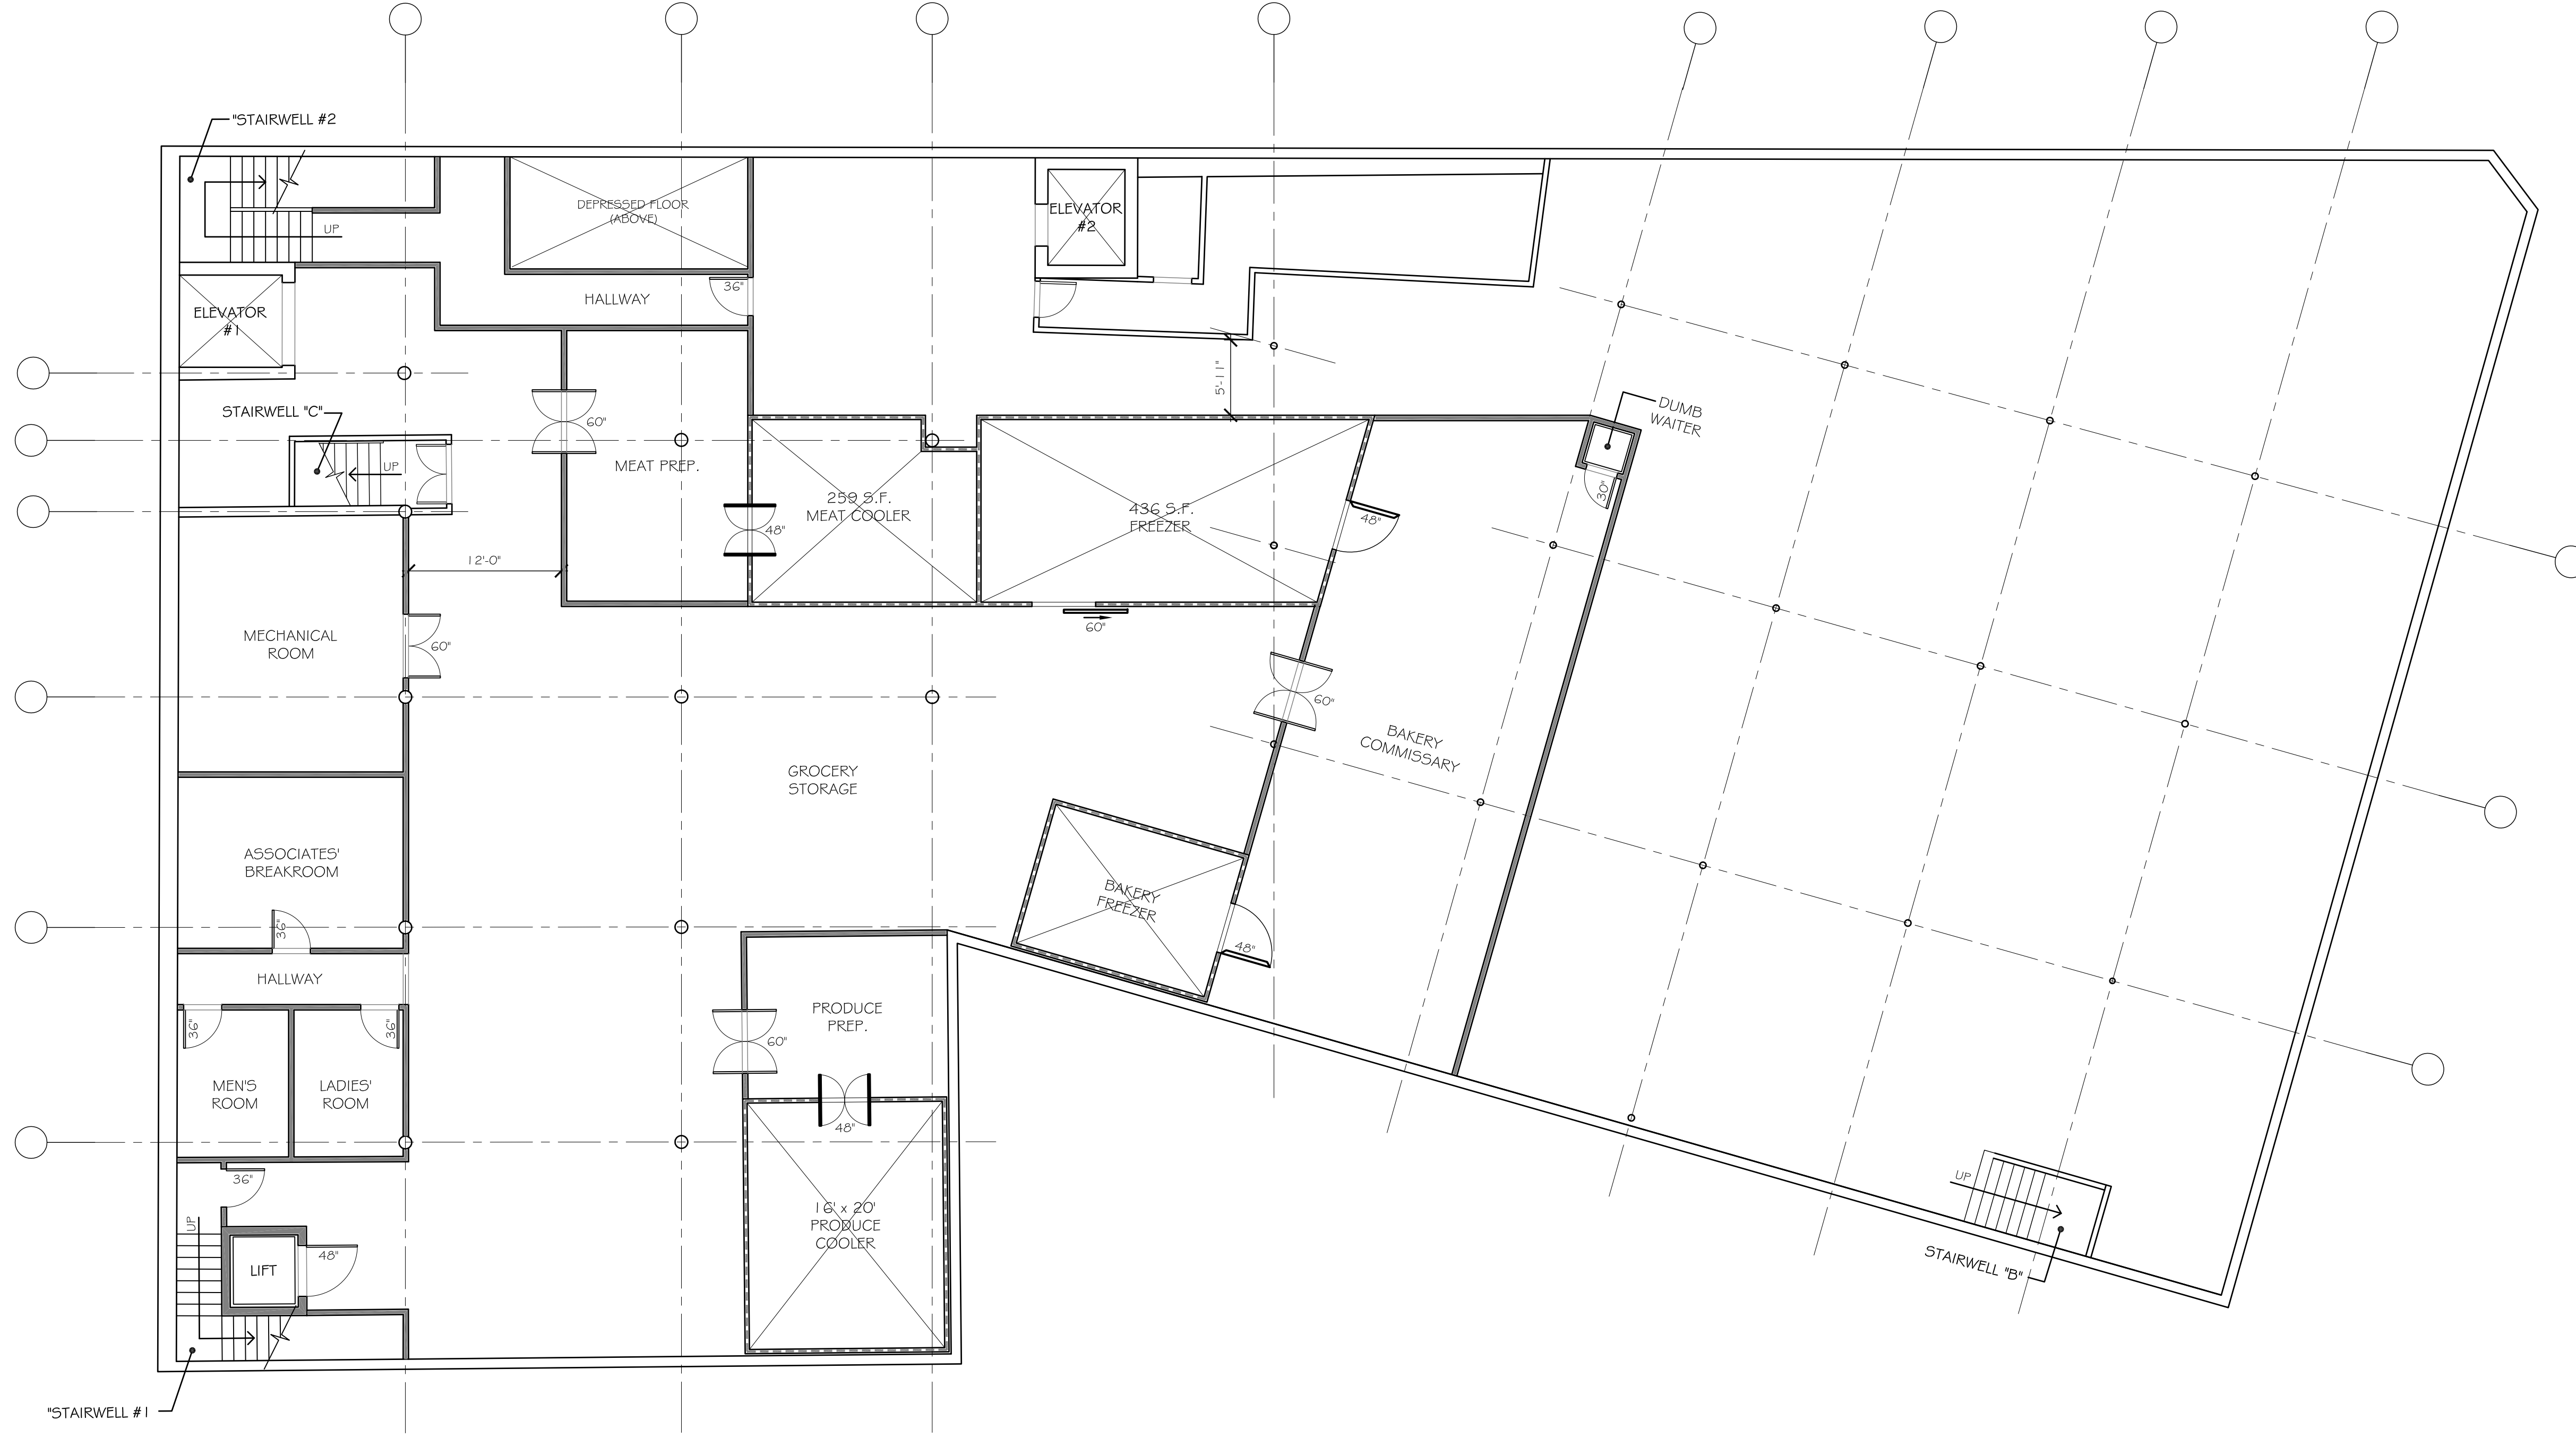 "STAIRWELL #2
DEPRESSED FLOOR
(ABOVE)
ELEVATOR
#2
UP
36"
HALLWAY
ELEVATOR
#1
5'-11"
STAIRWELL "C"
DUMB
WAITER
60"
UP
MEAT PREP.
30"
259 S.F.
MEAT COOLER
436 S.F.
FREEZER
48"
48"
12'-0"
60"
MECHANICAL
ROOM
60"
60"
BAKERY
COMMISSARY
GROCERY
STORAGE
ASSOCIATES'
BREAKROOM
BAKERY
FREEZER
36"
48"
HALLWAY
PRODUCE
PREP.
36"
36"
60"
MEN'S
ROOM
LADIES'
ROOM
48"
36"
UP
16' x 20'
PRODUCE
COOLER
UP
48"
LIFT
STAIRWELL "B"
"STAIRWELL #1